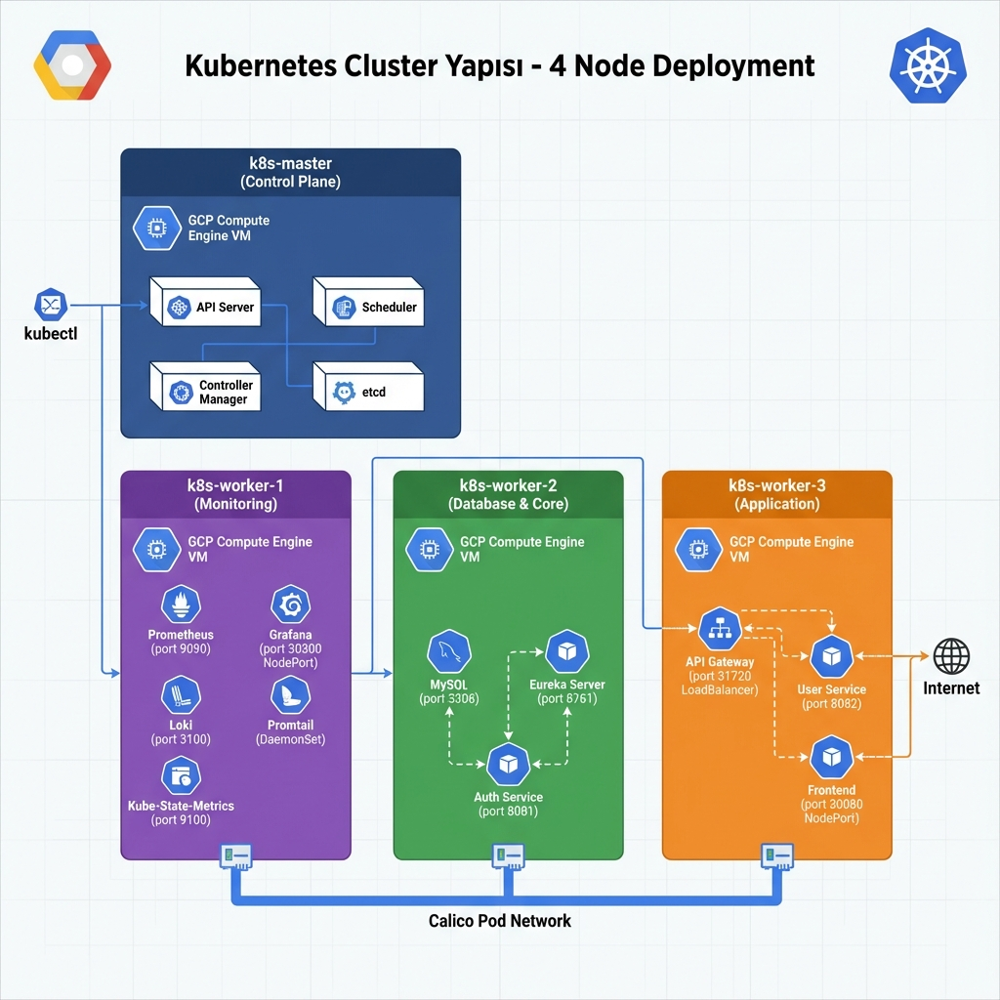 Kubernetes Cluster Yapısı - 4 Node Deployment
k8s-master
(Control Plane)
GCP Compute
Engine VM
kubectl
API Server
Scheduler
Controller
Manager
etcd
k8s-worker-1
(Monitoring)
GCP Compute Engine
VM
Prometheus
(port 9090)
Grafana
(port 30300
NodePort)
Loki
(port 3100)
Promtail
(DaemonSet)
Kube-State-Metrics
(port 9100)
k8s-worker-2
(Database & Core)
GCP Compute Engine
VM
MySQL
(port 3306)
Eureka Server
(port 8761)
Auth Service
(port 8081)
k8s-worker-3
(Application)
GCP Compute Engine
VM
API Gateway
(port 31720
LoadBalancer)
User Service
(port 8082)
Frontend
(port 30080
NodePort)
Internet
Calico Pod Network